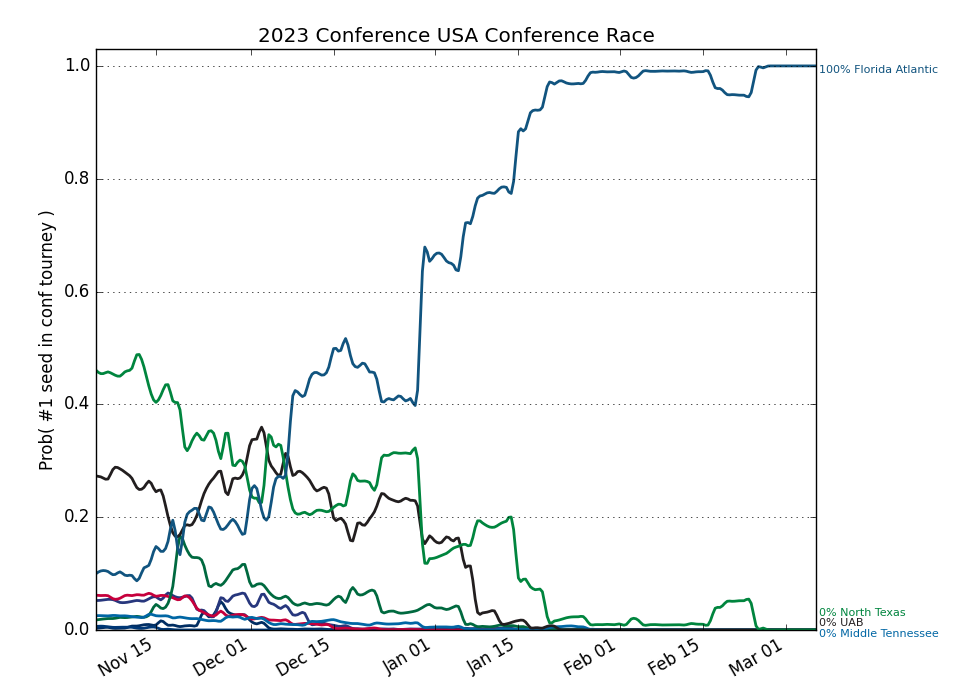 2023 Conference USA Conference Race
Prob( #1 seed in conf tourney )
1.0
0.8
0.6
0.4
0.2
0.0
Nov 15
Dec 01
Dec 15
Jan 01
Jan 15
Feb 01
Feb 15
Mar 01
100% Florida Atlantic
0% North Texas
0% UAB
0% Middle Tennessee